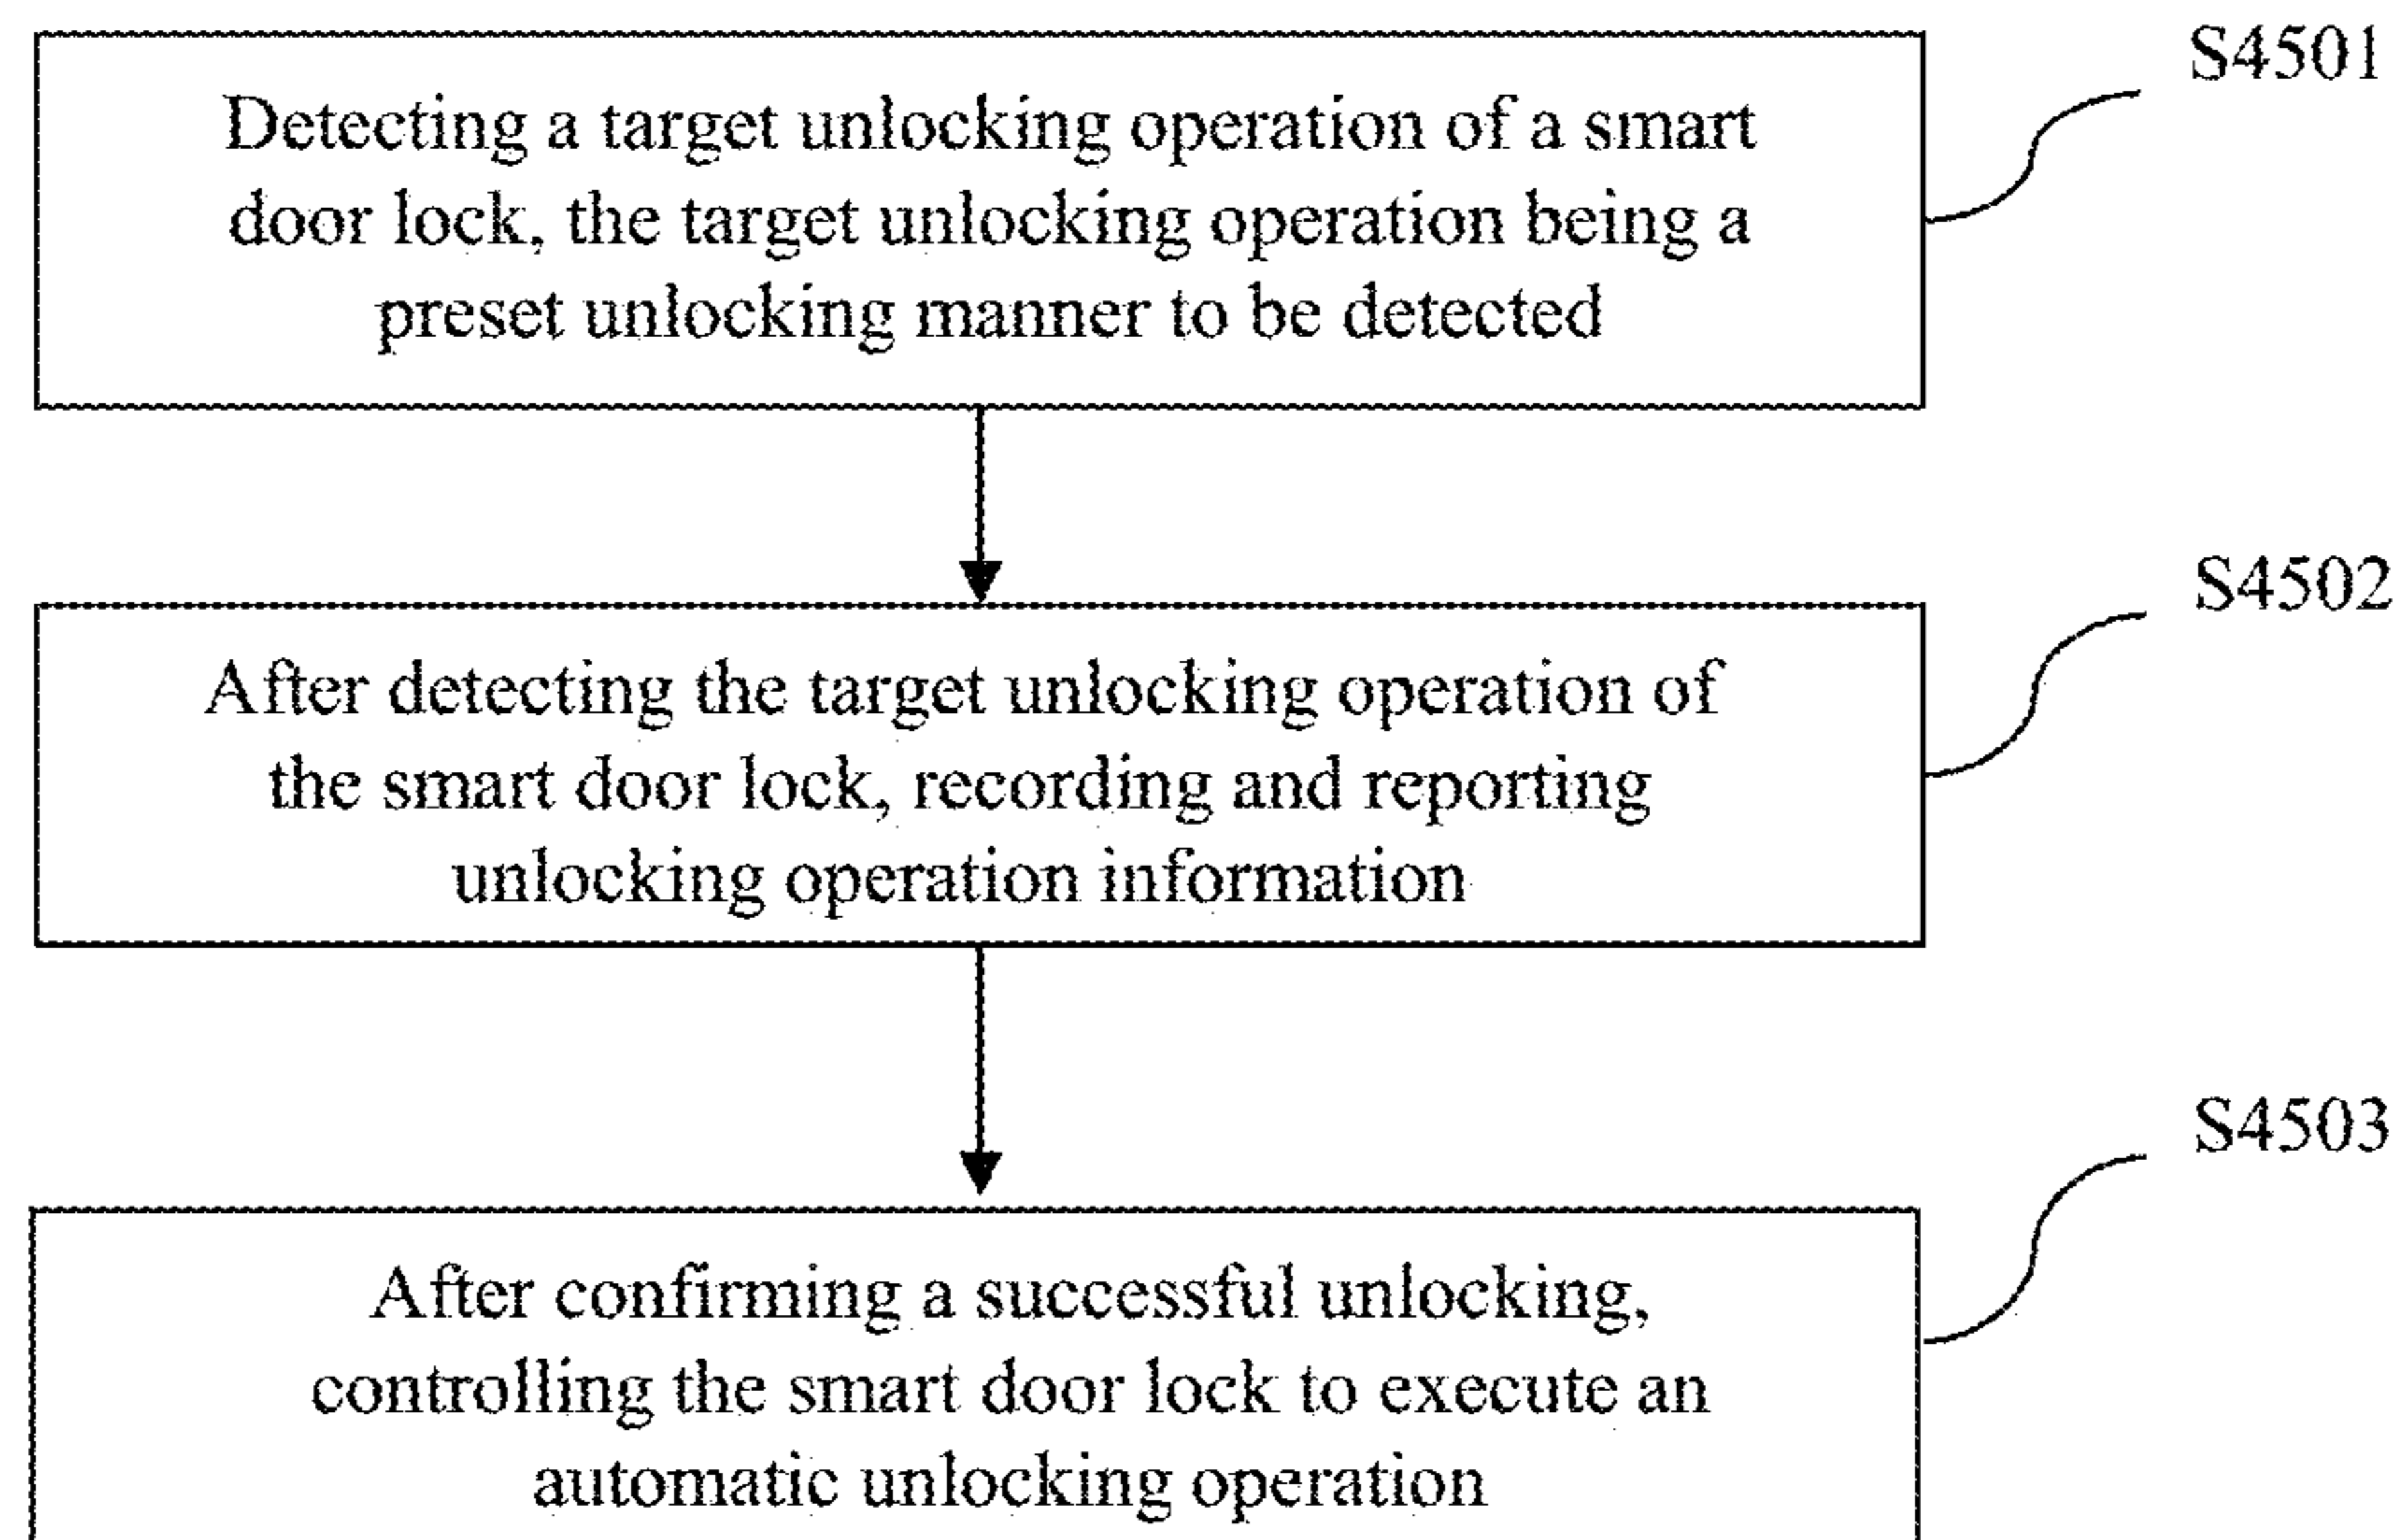 S4501
Detecting a target unlocking operation of a smart
door lock, the target unlocking operation being a
preset unlocking manner to be detected
S4502
After detecting the target unlocking operation of
the smart door lock, recording and reporting
unlocking operation information
S4503
After confirming a successful unlocking,
controlling the smart door lock to execute an
automatic unlocking operation